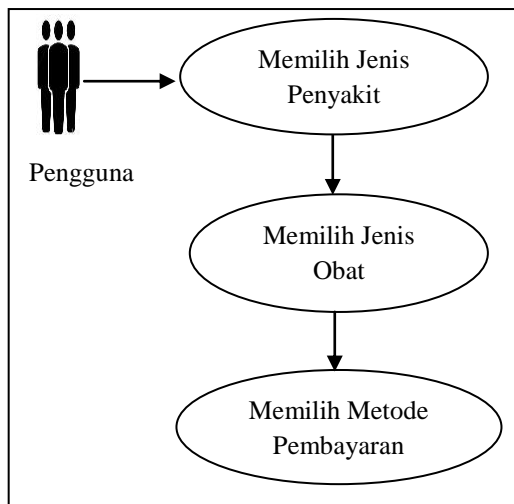 Memilih Jenis
Penyakit
Pengguna
Memilih Jenis
Obat
Memilih Metode
Pembayaran